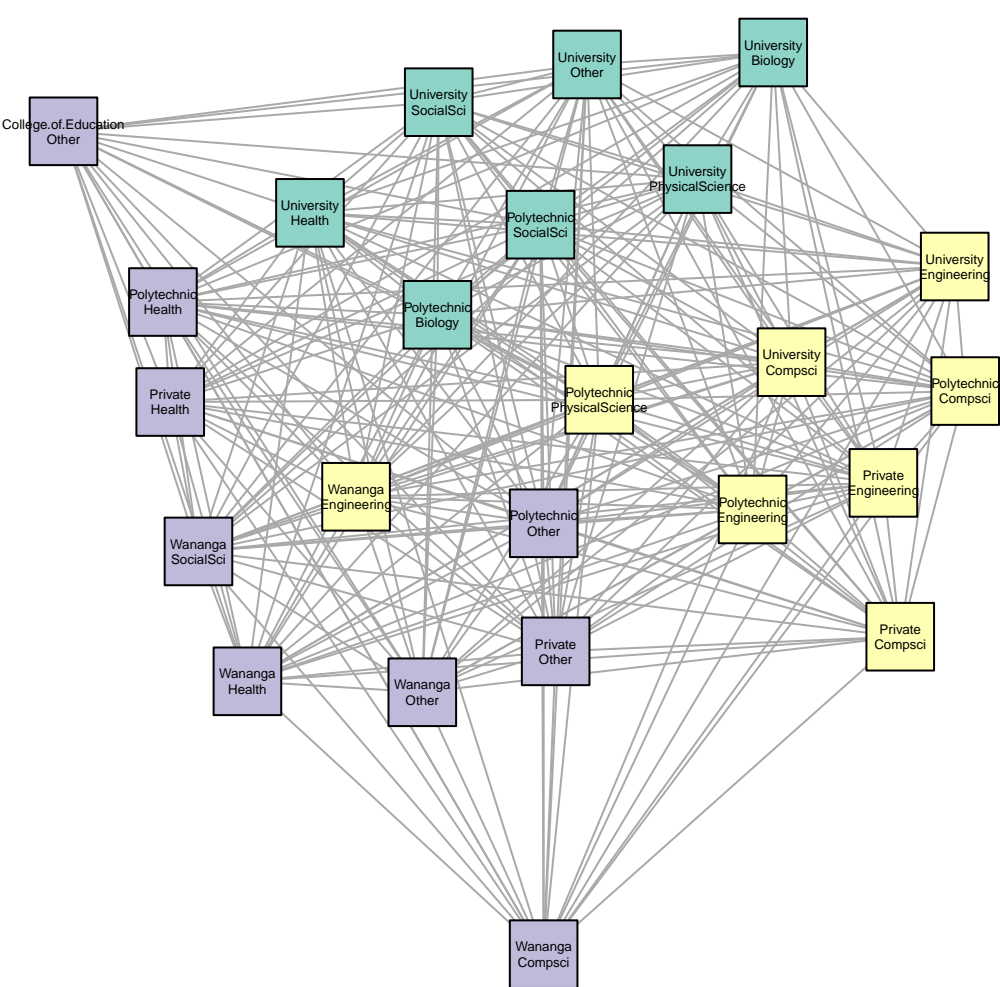 University
Biology
University
Other
University
SocialSci
College.of.Education
Other
University
PhysicalScience
University
Health
Polytechnic
SocialSci
University
Engineering
Polytechnic
Health
Polytechnic
Biology
University
Compsci
Polytechnic
Compsci
Private
Health
Polytechnic
PhysicalScience
Private
Engineering
Wananga
Engineering
Polytechnic
Engineering
Polytechnic
Other
Wananga
SocialSci
Private
Compsci
Private
Other
Wananga
Health
Wananga
Other
Wananga
Compsci